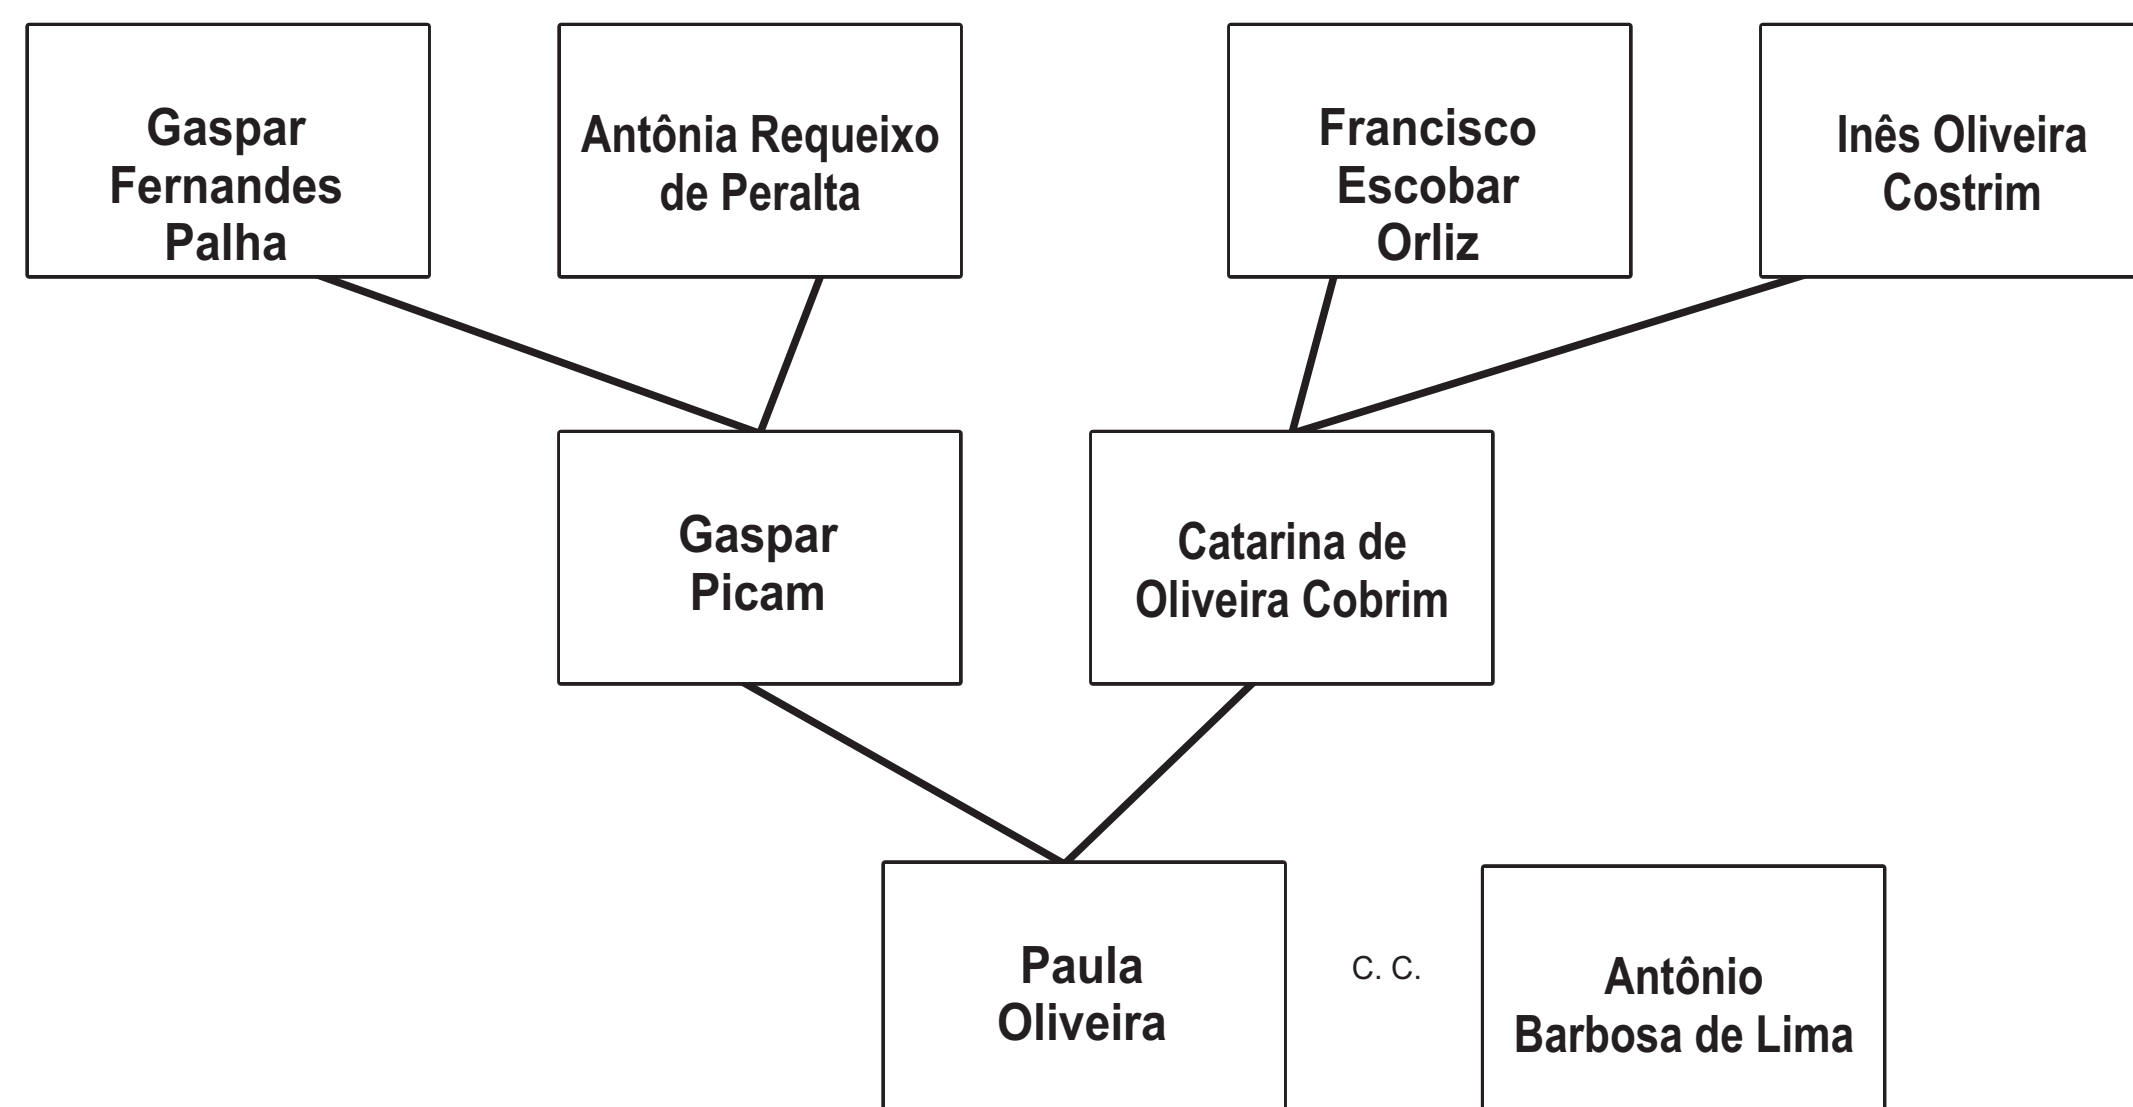 Gaspar
Fernandes
Palha
Antônia Requeixo
de Peralta
Francisco
Escobar
Orliz
Inês Oliveira
Costrim
Gaspar
Picam
Catarina de
Oliveira Cobrim
Paula
Oliveira
C. C.
Antônio
Barbosa de Lima